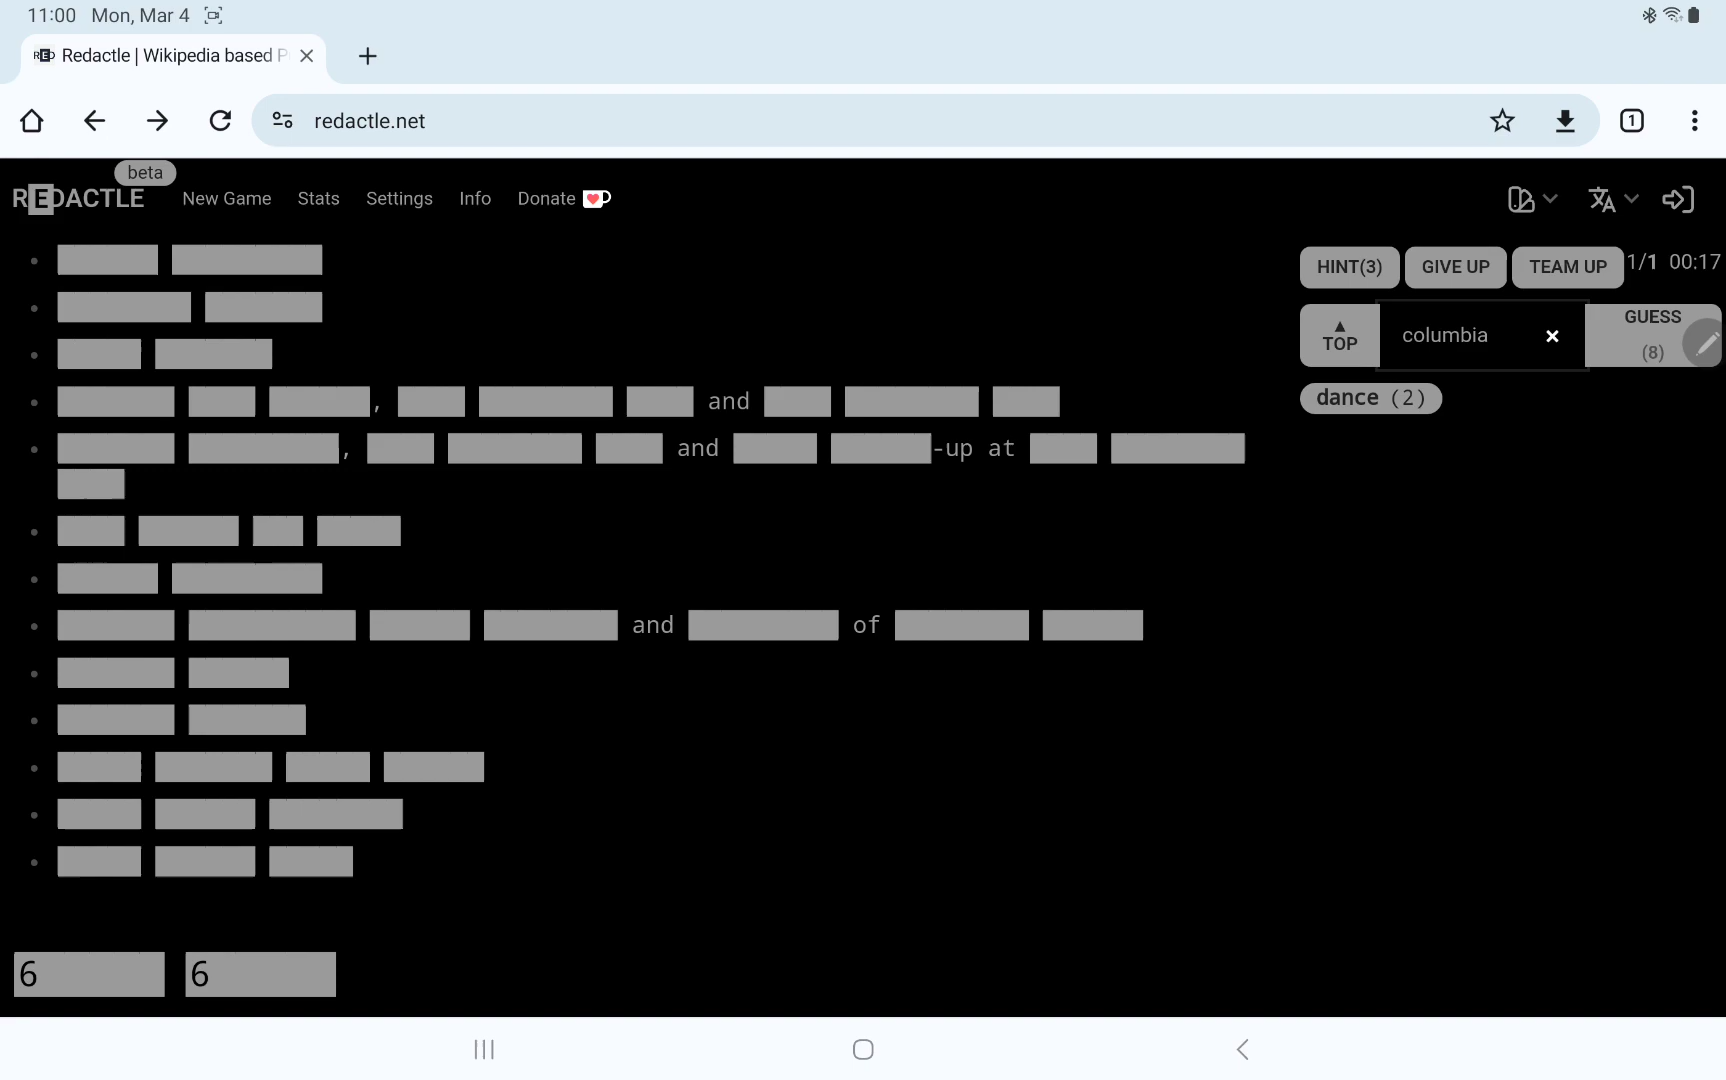 11:00 Mon, Mar 4
RED Redactle | Wikipedia based P
redactle.net
1
beta
REDACTLE New Game Stats Settings Info Donate
HINT(3) GIVE UP TEAM UP 1/1 00:17
▲ TOP columbia × GUESS (8)
dance (2)
, and
, and -up at
and of
6 6